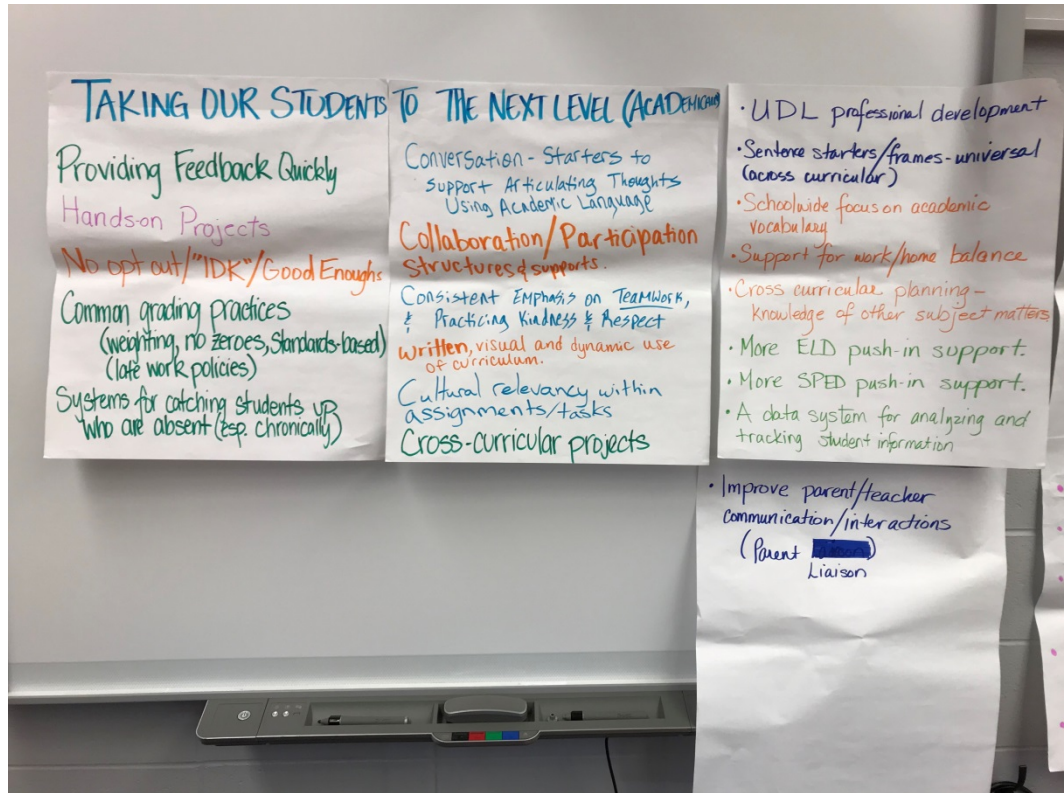 TAKING OUR STUDENTS TO THE NEXT LEVEL (ACADEMICALLY)
Providing Feedback Quickly
Hands-on Projects
No opt out/"IDK"/Good Enoughs
Common grading practices
(weighting, no zeroes, Standards-based)
(late work policies)
Systems for catching students up
who are absent (esp. chronically)
Conversation - Starters to
Support Articulating Thoughts
Using Academic Language
Collaboration/Participation
Structures & supports.
Consistent Emphasis on TEAMWORK,
& Practicing Kindness & Respect
written, visual and dynamic use
of curriculum.
Cultural relevancy within
assignments/tasks
Cross-curricular projects
· UDL professional development
· Sentence starters/frames-universal
(across curricular)
· Schoolwide focus on academic
vocabulary
· Support for work/home balance
· Cross curricular planning -
knowledge of other subject matters.
· More ELD push-in support.
· More SPED push-in support.
· A data system for analyzing and
tracking student information
· Improve parent/teacher
communication/interactions
(Parent )
Liaison